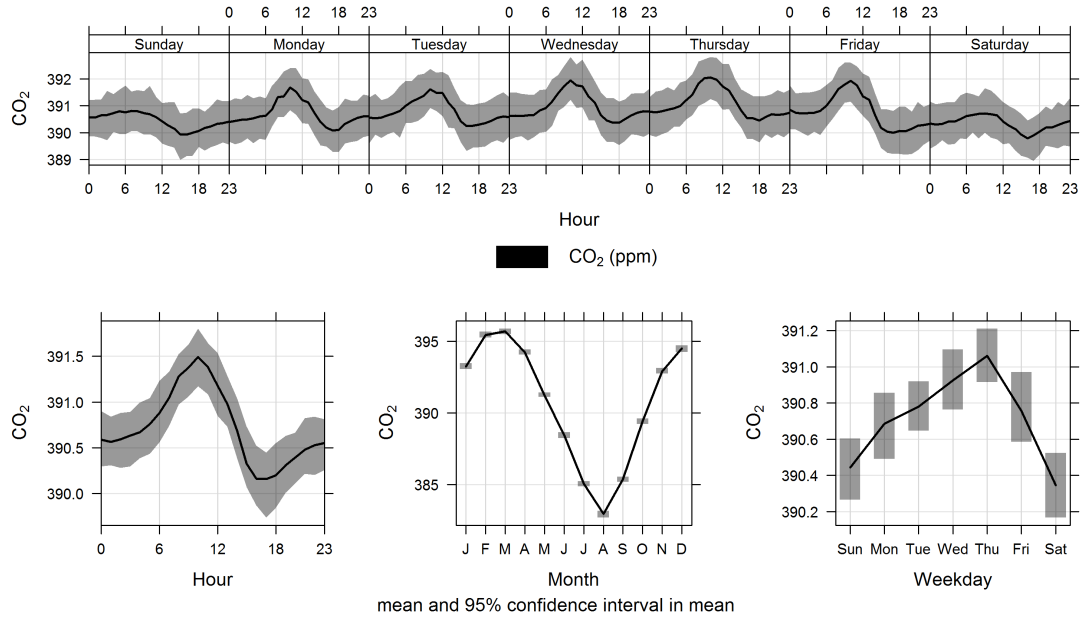 0 6 12 18 23 0 6 12 18 23 0 6 12 18 23
Sunday Monday Tuesday Wednesday Thursday Friday Saturday
CO₂
392
391
390
389
0 6 12 18 23 0 6 12 18 23 0 6 12 18 23 0 6 12 18 23
Hour
CO₂ (ppm)
CO₂
391.5
391.0
390.5
390.0
0 6 12 18 23
Hour
CO₂
395
390
385
J F M A M J J A S O N D
Month
CO₂
391.2
391.0
390.8
390.6
390.4
390.2
Sun Mon Tue Wed Thu Fri Sat
Weekday
mean and 95% confidence interval in mean